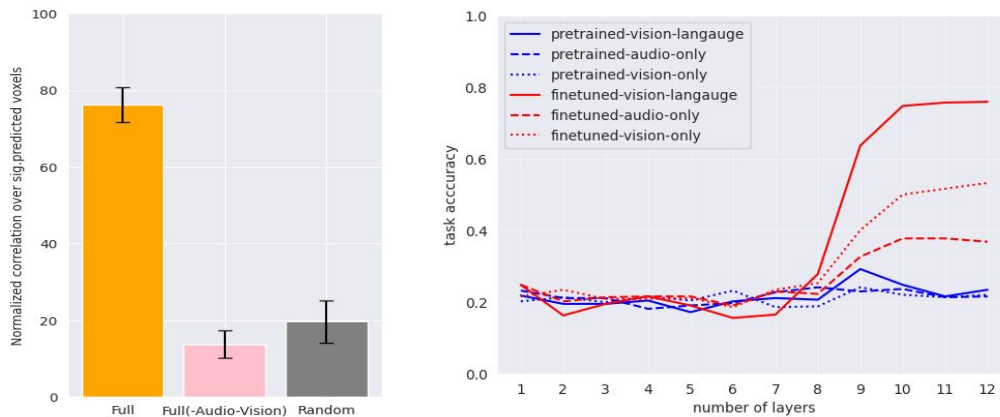 Normalized correlation over sig.predicted voxels
100
80
60
40
20
0
Full
Full(-Audio-Vision)
Random
task acccuracy
1.0
0.8
0.6
0.4
0.2
0.0
pretrained-vision-langauge
pretrained-audio-only
pretrained-vision-only
finetuned-vision-langauge
finetuned-audio-only
finetuned-vision-only
1 2 3 4 5 6 7 8 9 10 11 12
number of layers